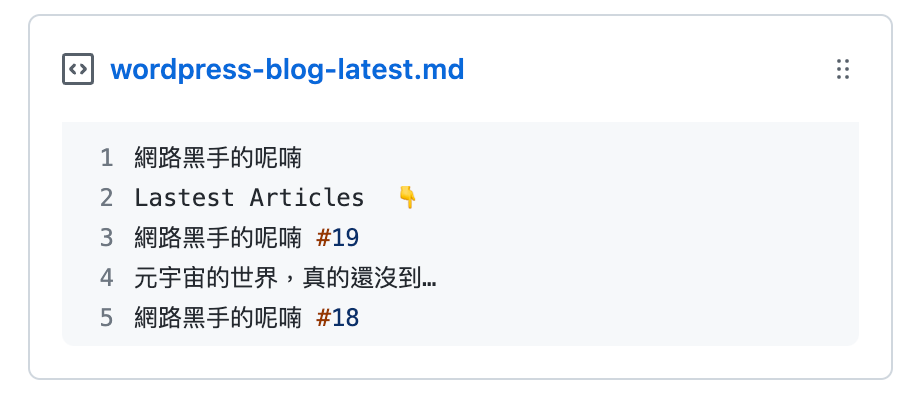 wordpress-blog-latest.md
1 網路黑手的呢喃
2 Lastest Articles 👇
3 網路黑手的呢喃 #19
4 元宇宙的世界，真的還沒到…
5 網路黑手的呢喃 #18